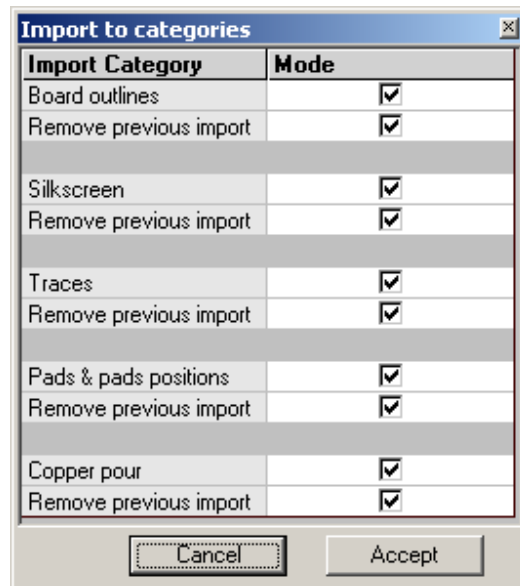 Import to categories
Import Category Mode
Board outlines
Remove previous import
Silkscreen
Remove previous import
Traces
Remove previous import
Pads & pads positions
Remove previous import
Copper pour
Remove previous import
Cancel Accept